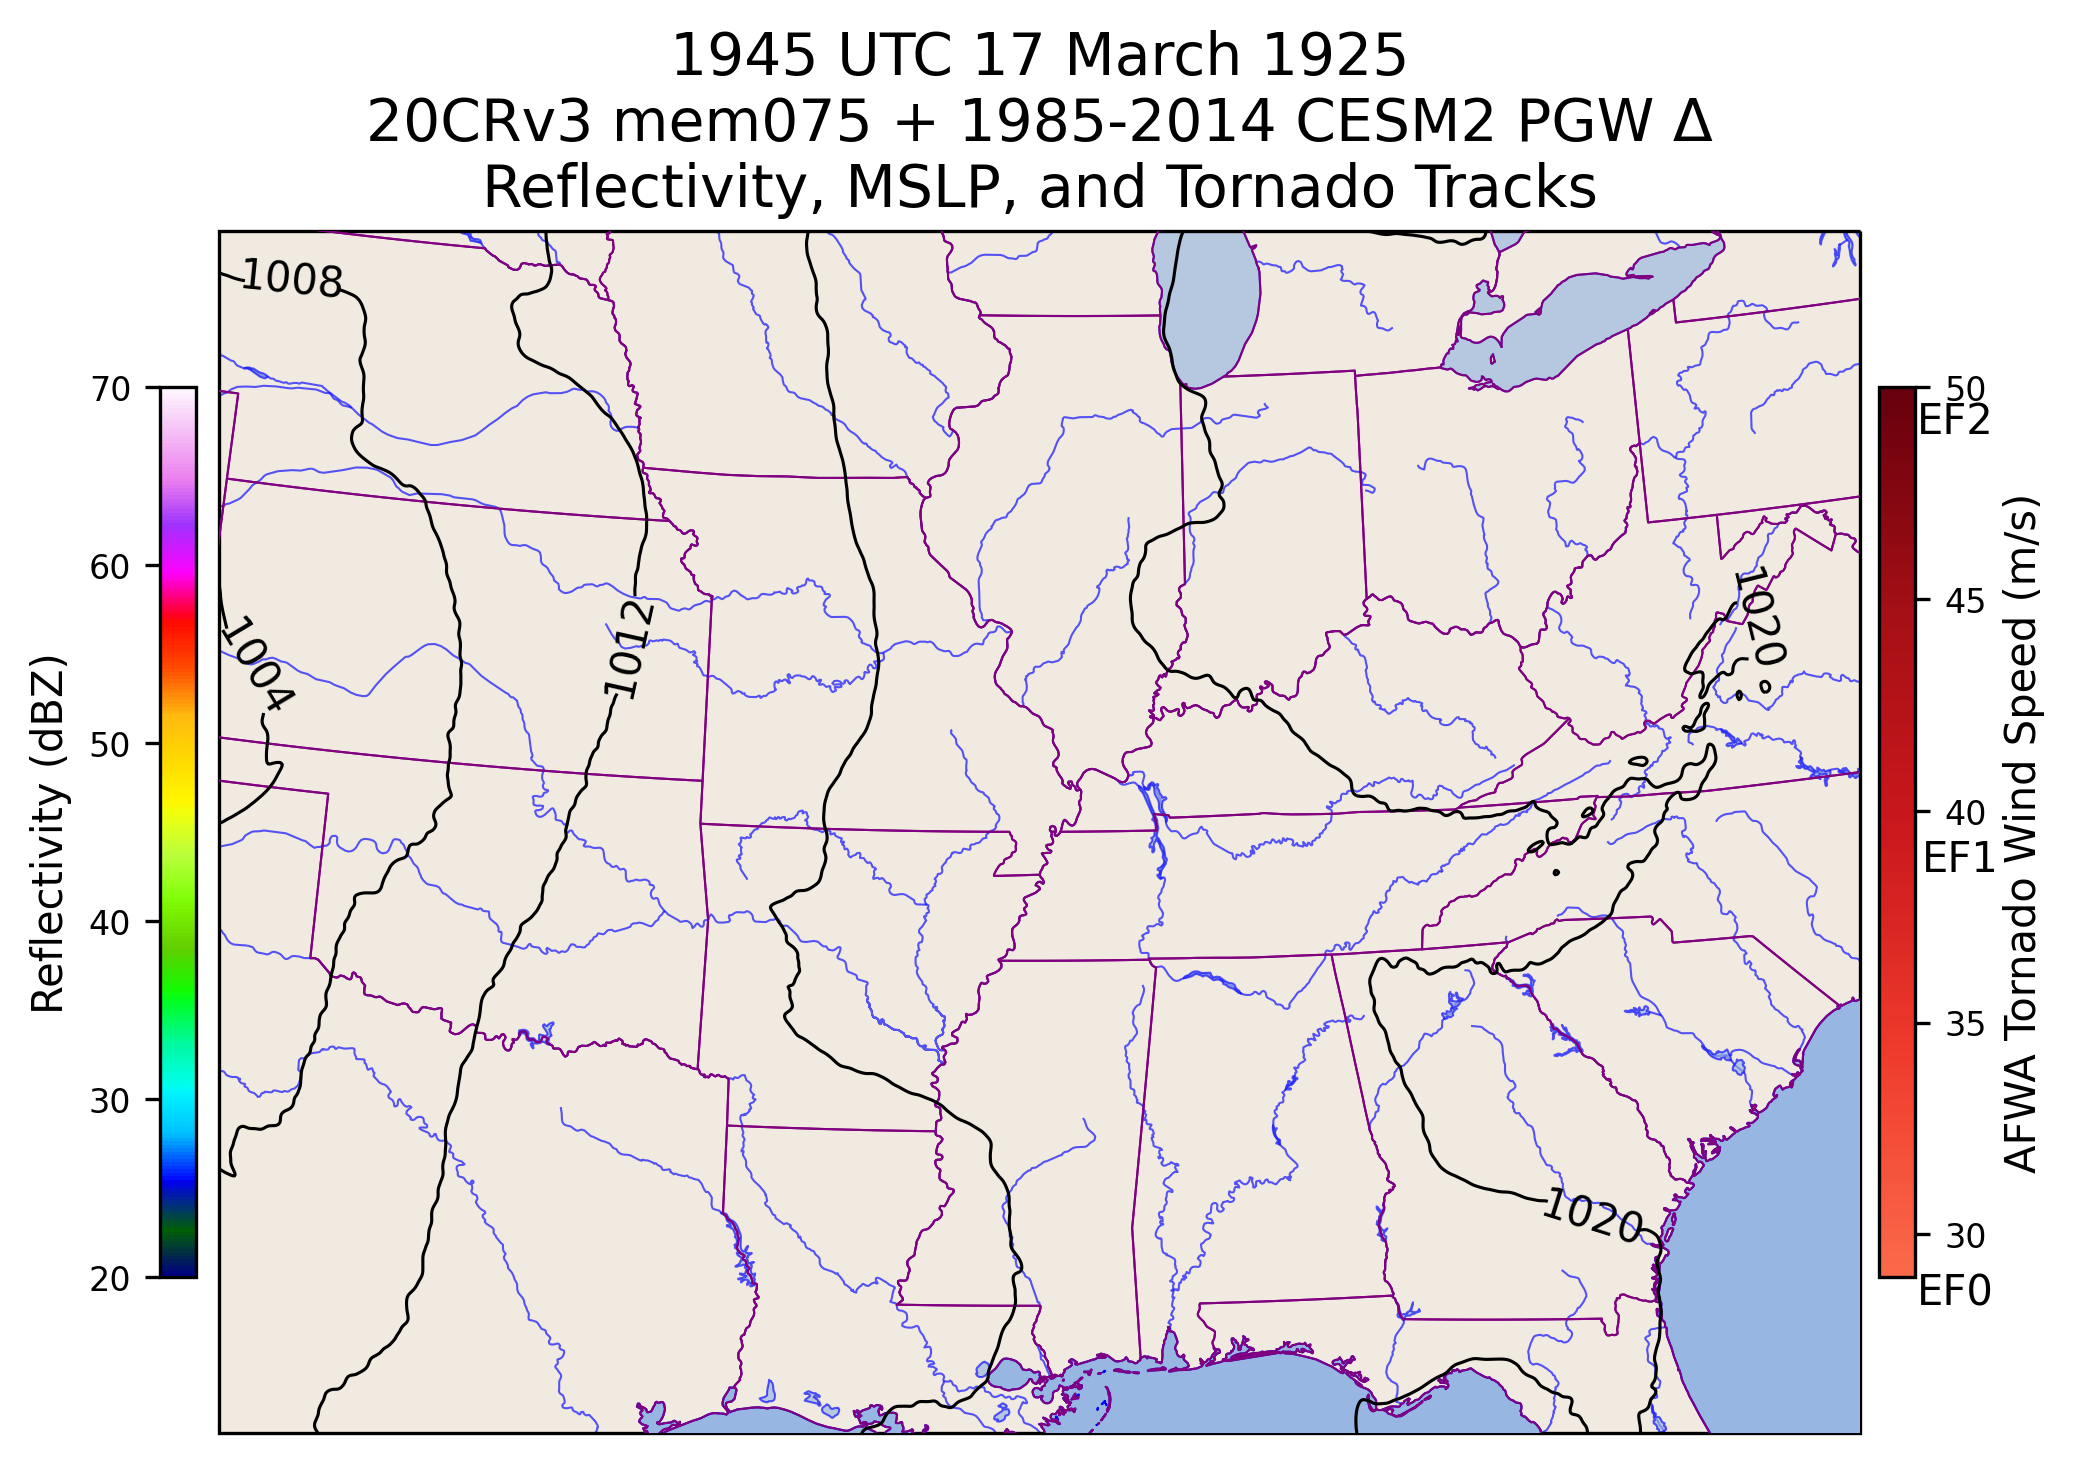 1945 UTC 17 March 1925
20CRv3 mem075 + 1985-2014 CESM2 PGW Δ
Reflectivity, MSLP, and Tornado Tracks
Reflectivity (dBZ)
70
60
50
40
30
20
1008
1004
1012
1020
1020
50
EF2
45
40
EF1
35
30
EF0
AFWA Tornado Wind Speed (m/s)